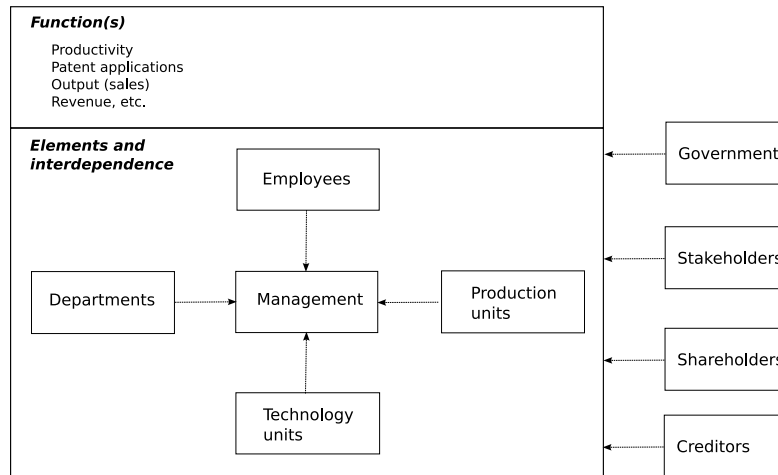 Function(s)
Productivity
Patent applications
Output (sales)
Revenue, etc.
Elements and
interdependence
Employees
Departments
Management
Production
units
Technology
units
Government
Stakeholders
Shareholders
Creditors